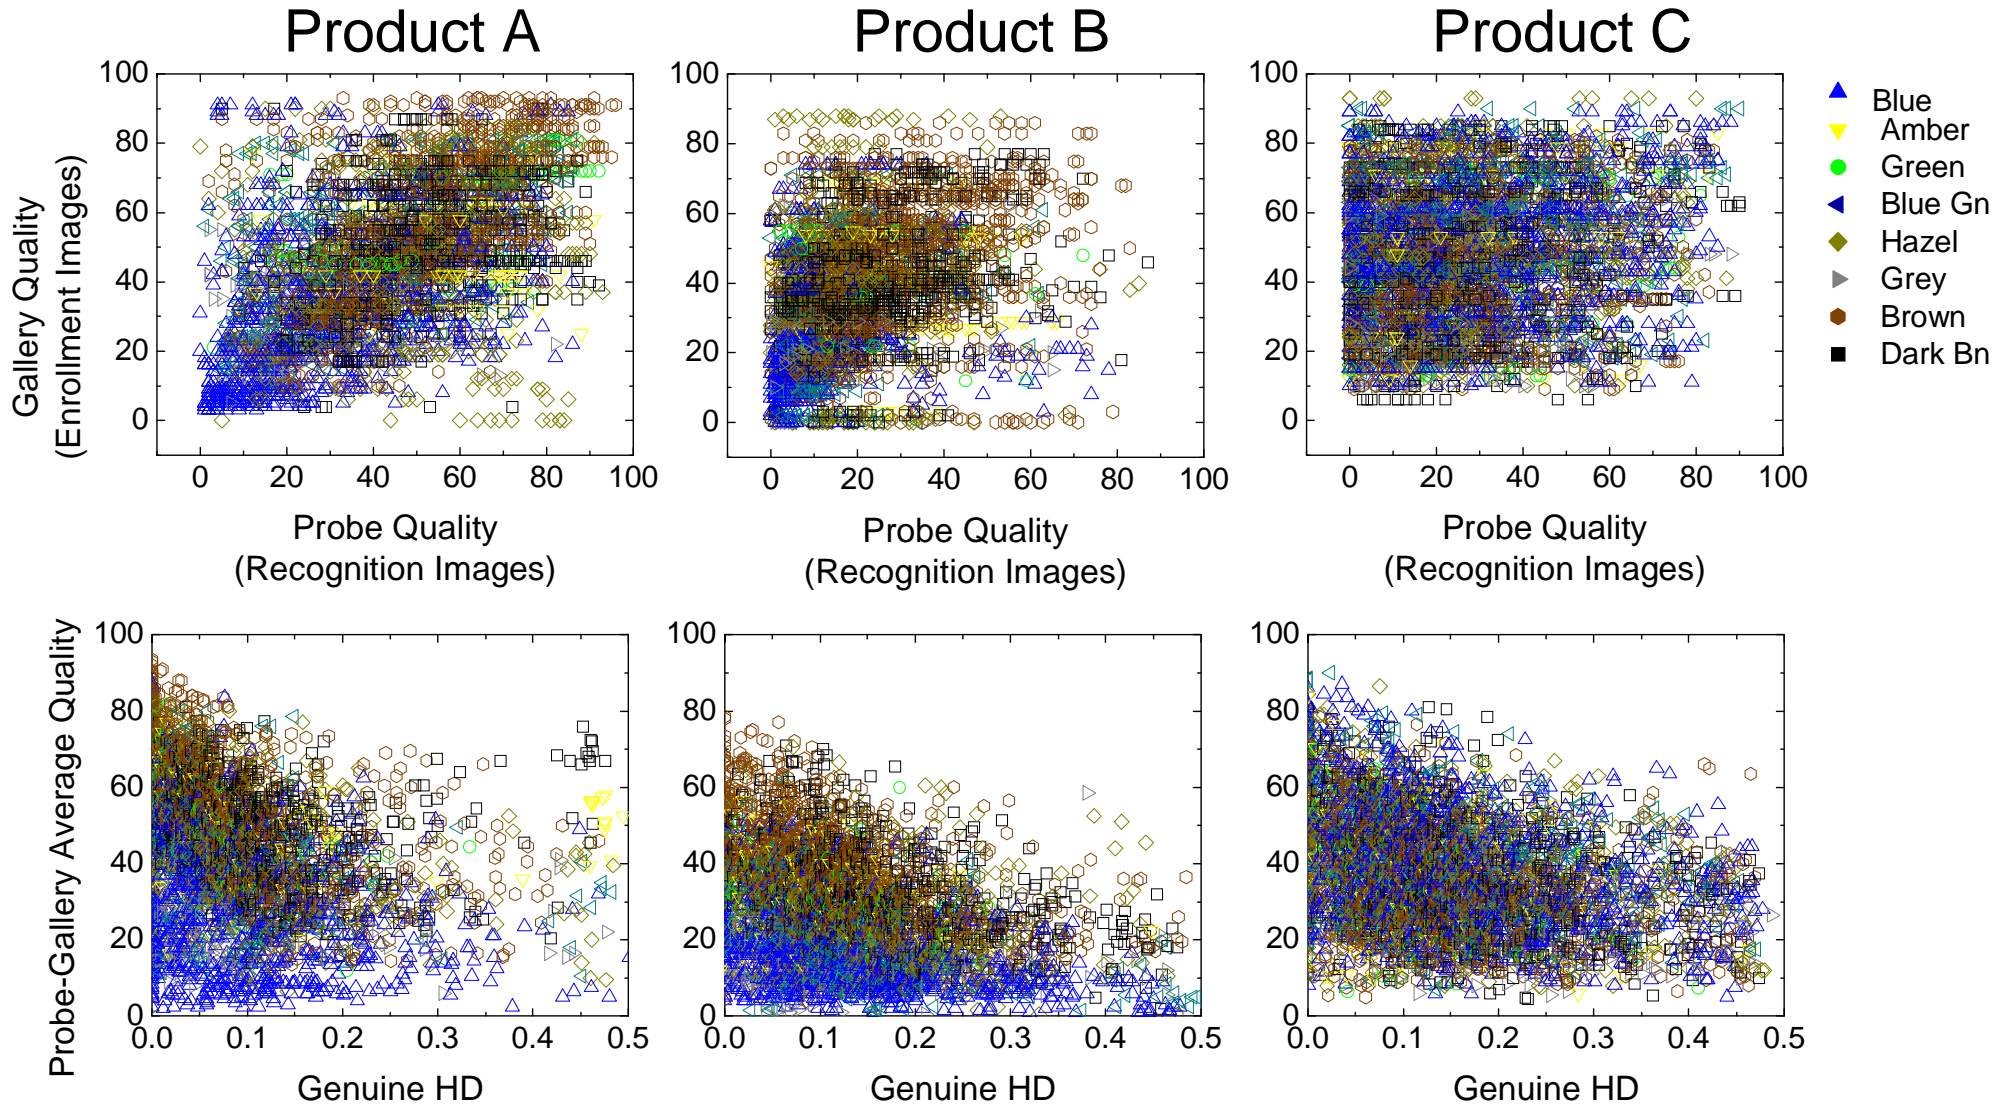 Product A
Product B
Product C
Gallery Quality
(Enrollment Images)
100
80
60
40
20
0
0 20 40 60 80 100
Probe Quality
(Recognition Images)
100
80
60
40
20
0
0 20 40 60 80 100
Probe Quality
(Recognition Images)
100
80
60
40
20
0
0 20 40 60 80 100
Probe Quality
(Recognition Images)
Blue
Amber
Green
Blue Gn
Hazel
Grey
Brown
Dark Bn
Probe-Gallery Average Quality
100
80
60
40
20
0
0.0 0.1 0.2 0.3 0.4 0.5
Genuine HD
100
80
60
40
20
0
0.0 0.1 0.2 0.3 0.4 0.5
Genuine HD
100
80
60
40
20
0
0.0 0.1 0.2 0.3 0.4 0.5
Genuine HD